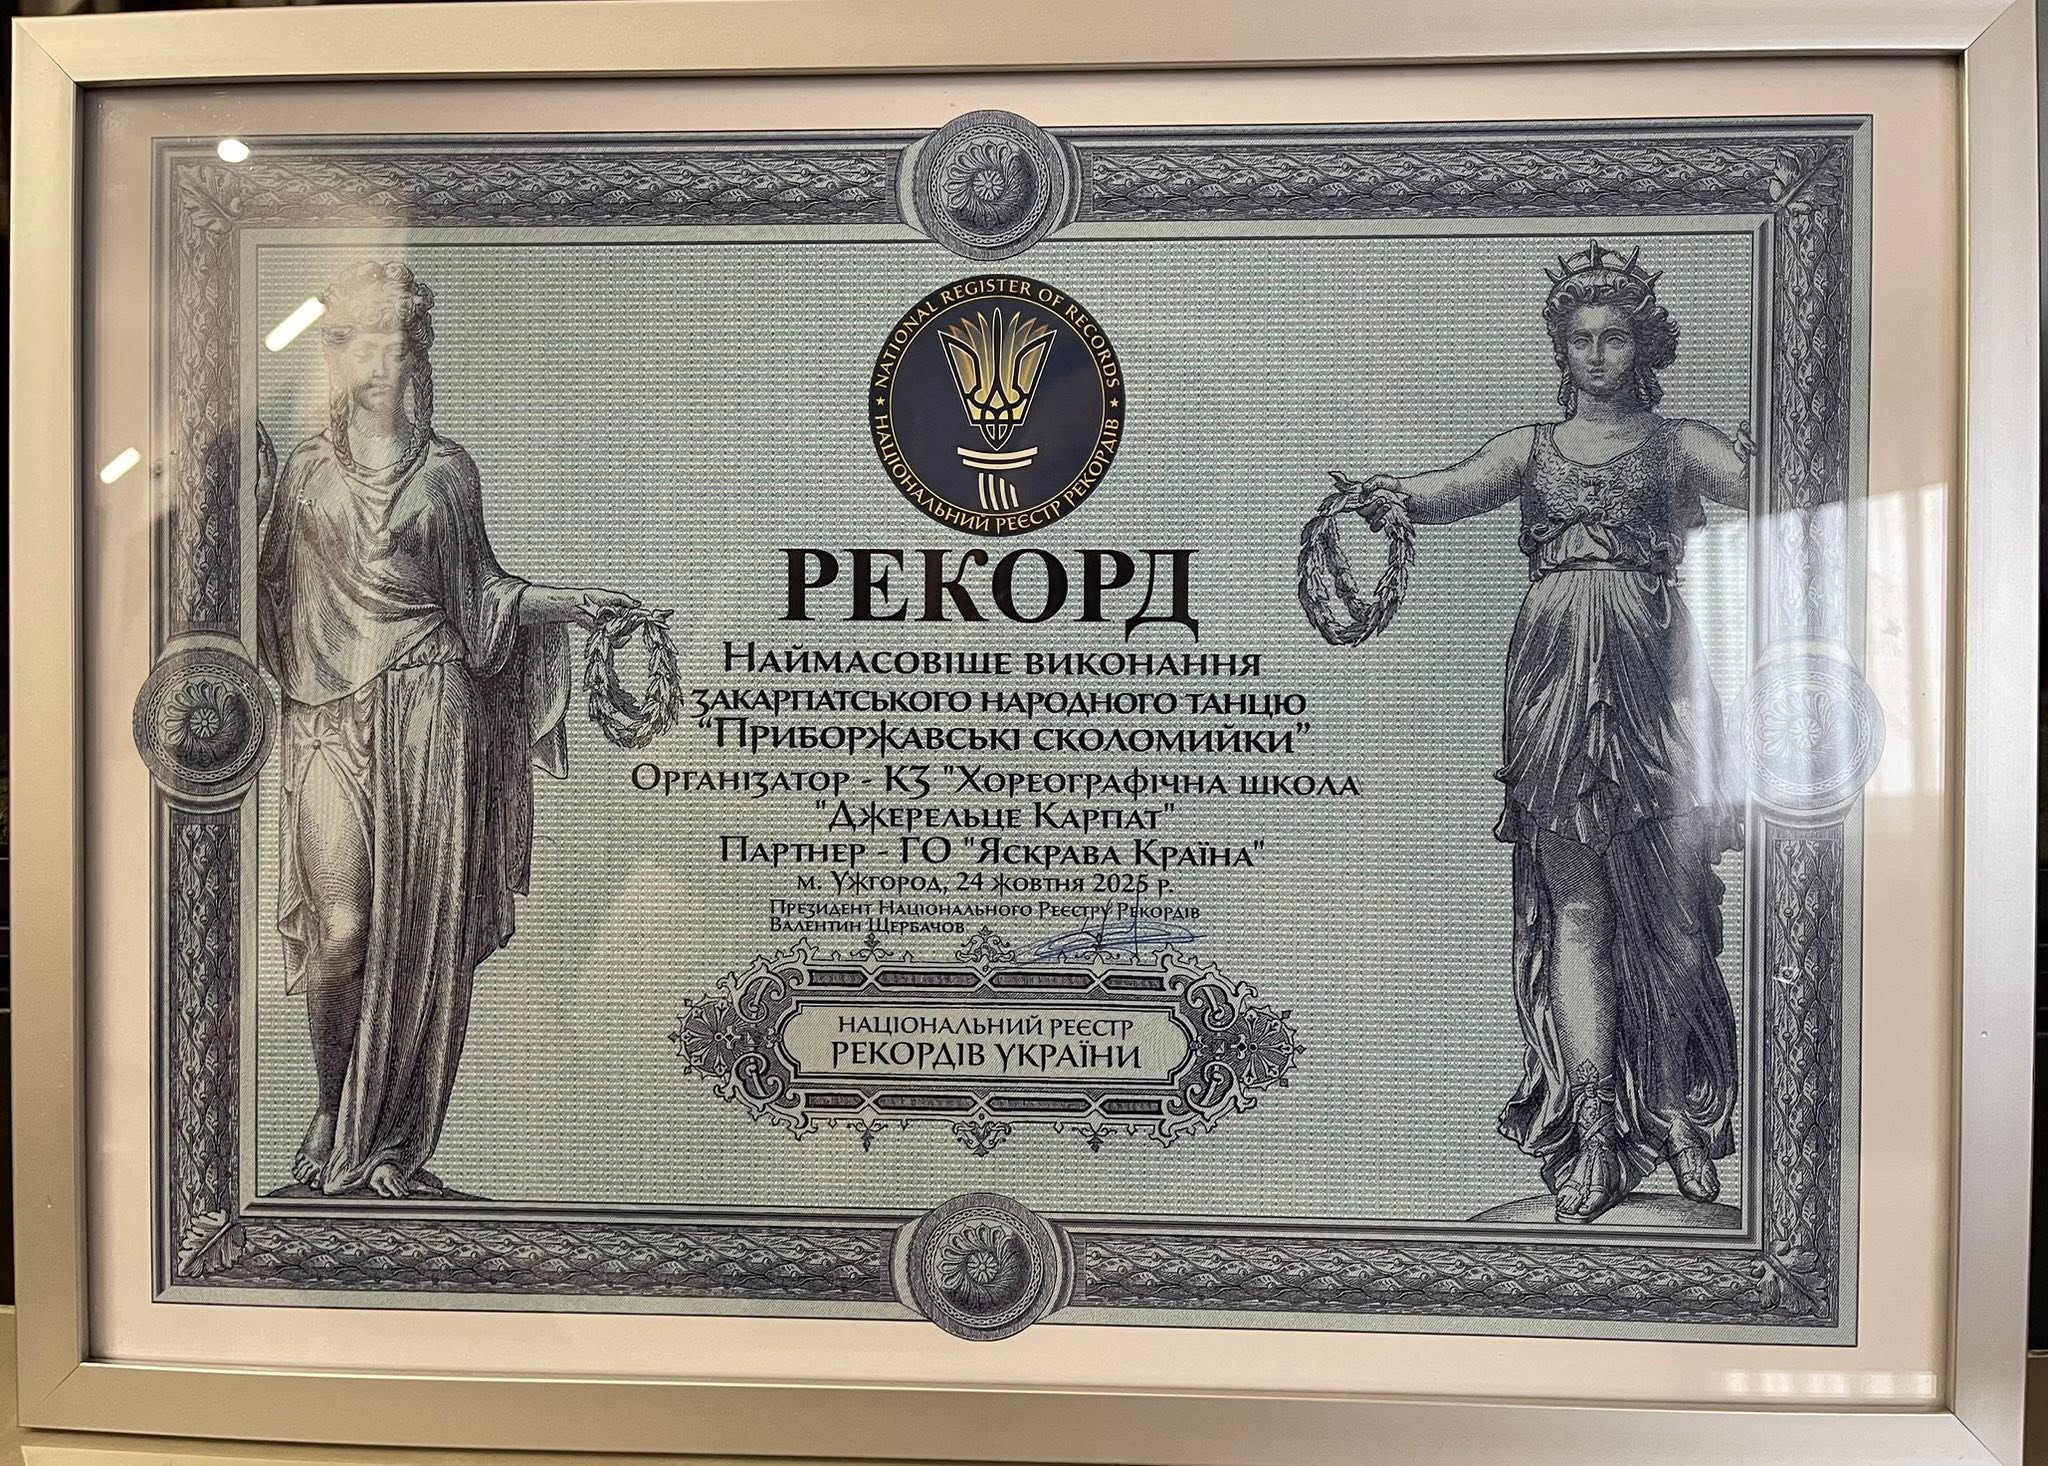 NATIONAL REGISTER OF RECORDS
НАЦІОНАЛЬНИЙ РЕЄСТР РЕКОРДІВ
РЕКОРД
Наймасовіше виконання
закарпатського народного танцю
“Приборжавські сколомийки”
Організатор - КЗ "Хореографічна школа
"Джерельце Карпат"
Партнер - ГО "Яскрава Країна"
м. Ужгород, 24 жовтня 2025 р.
Президент Національного Реєстру Рекордів
Валентин Щербачов
НАЦІОНАЛЬНИЙ РЕЄСТР
РЕКОРДІВ УКРАЇНИ